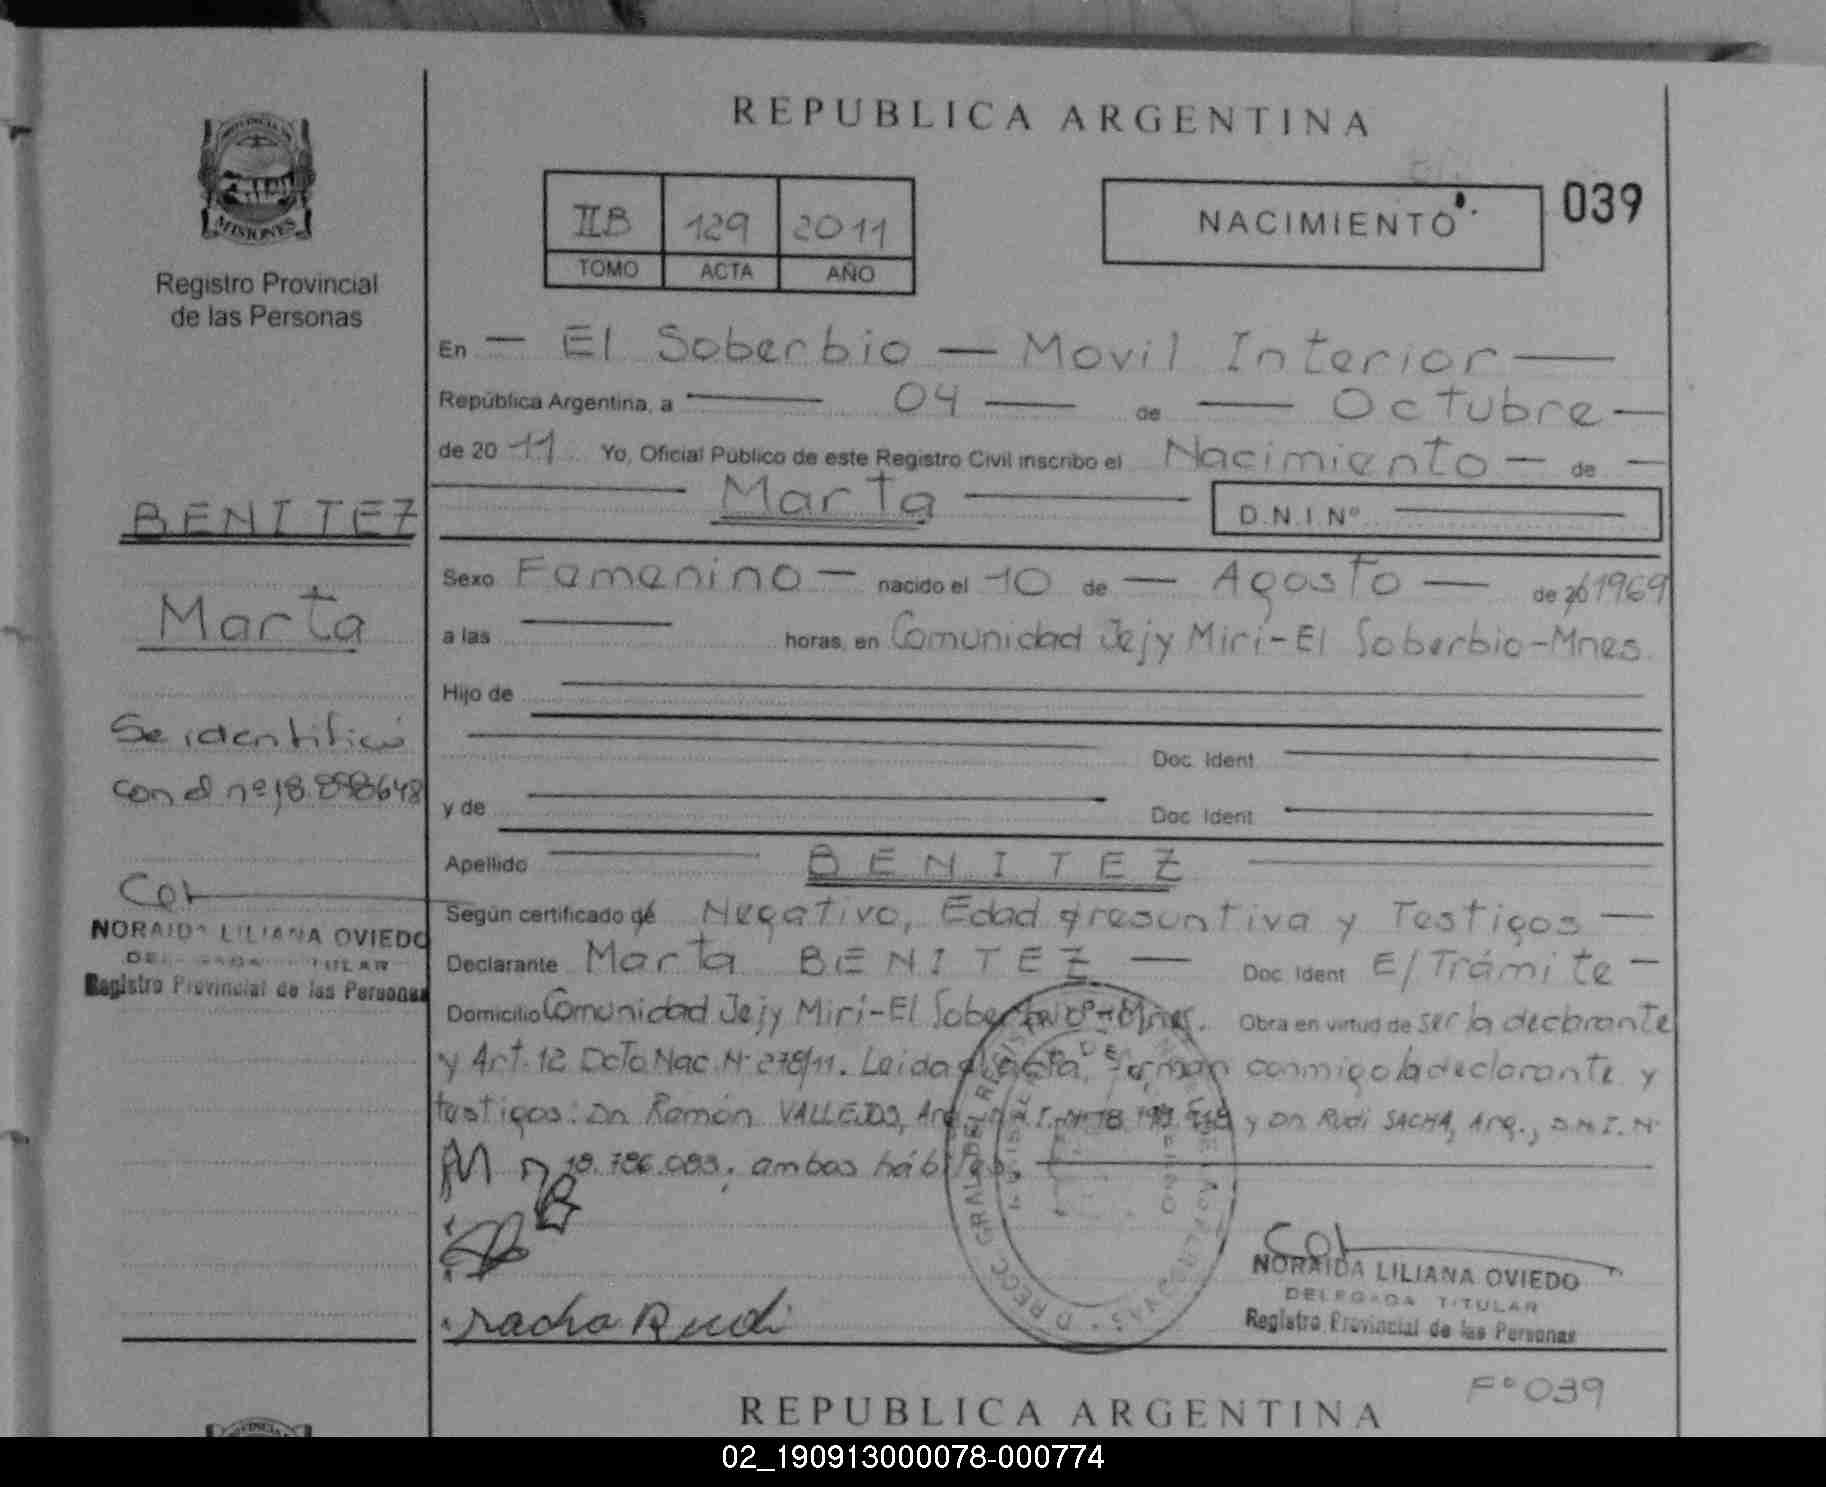 REPUBLICA ARGENTINA
PROVINCIA DE
MISIONES
Registro Provincial
de las Personas
IIB 129 2011
TOMO ACTA AÑO
NACIMIENTO
039
En — El Soberbio — Movil Interior —
República Argentina, a — 04 — de — Octubre —
de 2011 Yo, Oficial Público de este Registro Civil inscribo el Nacimiento — de —
— Marta — D.N.I.Nº —
Sexo Femenino — nacido el 10 de — Agosto — de 1969
a las — horas, en Comunidad Jejy Miri-El Soberbio-Mnes.
Hijo de —
— Doc. Ident. —
y de — Doc. Ident. —
Apellido — BENITEZ —
Según certificado de Negativo, Edad presuntiva y Testigos —
Declarante Marta BENITEZ — Doc. Ident E/Trámite —
Domicilio Comunidad Jejy Miri-El Soberbio-Mnes. Obra en virtud de ser la declarante
y Art. 12 Dcto Nac. Nº 278/11. Leida el Acta, firman conmigo la declarante y
testigos: Dn Ramón VALLEJOS, Arg., D.N.I. Nº 18. y Dn Rudi SACHA, Arg., D.N.I. Nº
18.786.093, ambos hábiles. —
Sacha Rudi
NORAIDA LILIANA OVIEDO
DELEGADA TITULAR
Registro Provincial de las Personas
BENITEZ
Marta
Se identificó
con el nº 18.898648
NORAIDA LILIANA OVIEDO
DELEGADA TITULAR
Registro Provincial de las Personas
Fº 039
REPUBLICA ARGENTINA
02_190913000078-000774